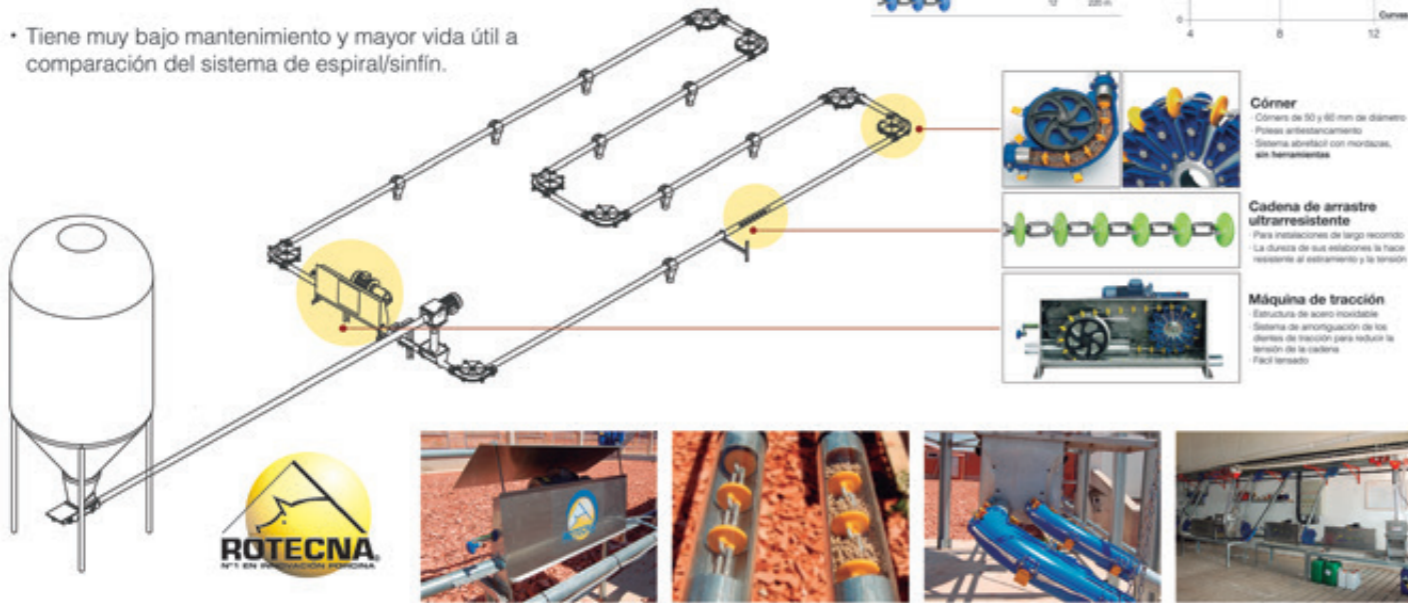 • Tiene muy bajo mantenimiento y mayor vida útil a
comparación del sistema de espiral/sinfín.
12 220 m
0
4 8 12
Curvas
Córner
· Córners de 50 y 60 mm de diámetro
· Poleas antiestancamiento
· Sistema abrefácil con mordazas,
sin herramientas
Cadena de arrastre
ultrarresistente
· Para instalaciones de largo recorrido
· La dureza de sus eslabones la hace
resistente al estiramiento y la tensión
Máquina de tracción
· Estructura de acero inoxidable
· Sistema de amortiguación de los
dientes de tracción para reducir la
tensión de la cadena
· Fácil tensado
ROTECNA®
Nº1 EN INNOVACIÓN PORCINA